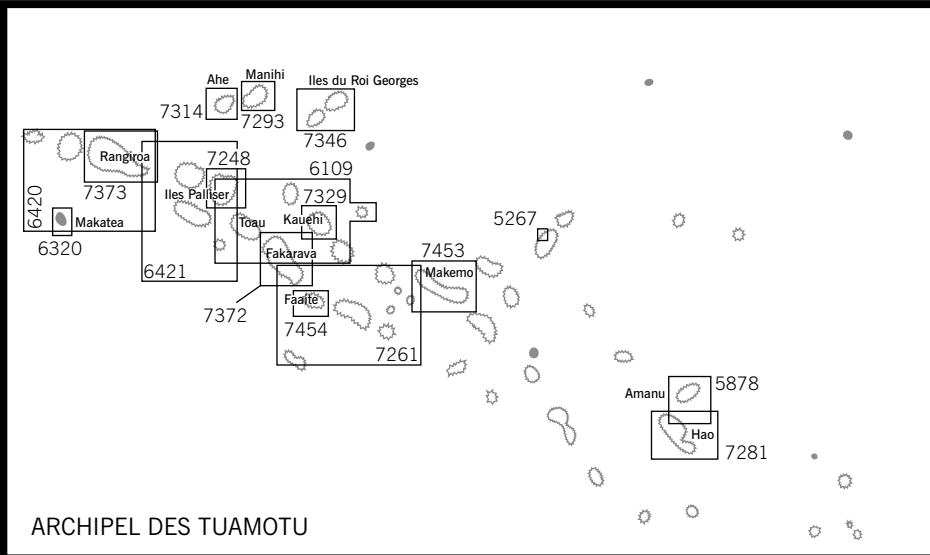 Ahe
Manihi
Iles du Roi Georges
7314
7293
7346
Rangiroa
7248
6109
7373
Iles Palliser
7329
6420
Makatea
Toau
Kauehi
5267
6320
Fakarava
7453
6421
Makemo
7372
Faaite
7454
7261
Amanu
5878
Hao
7281
ARCHIPEL DES TUAMOTU